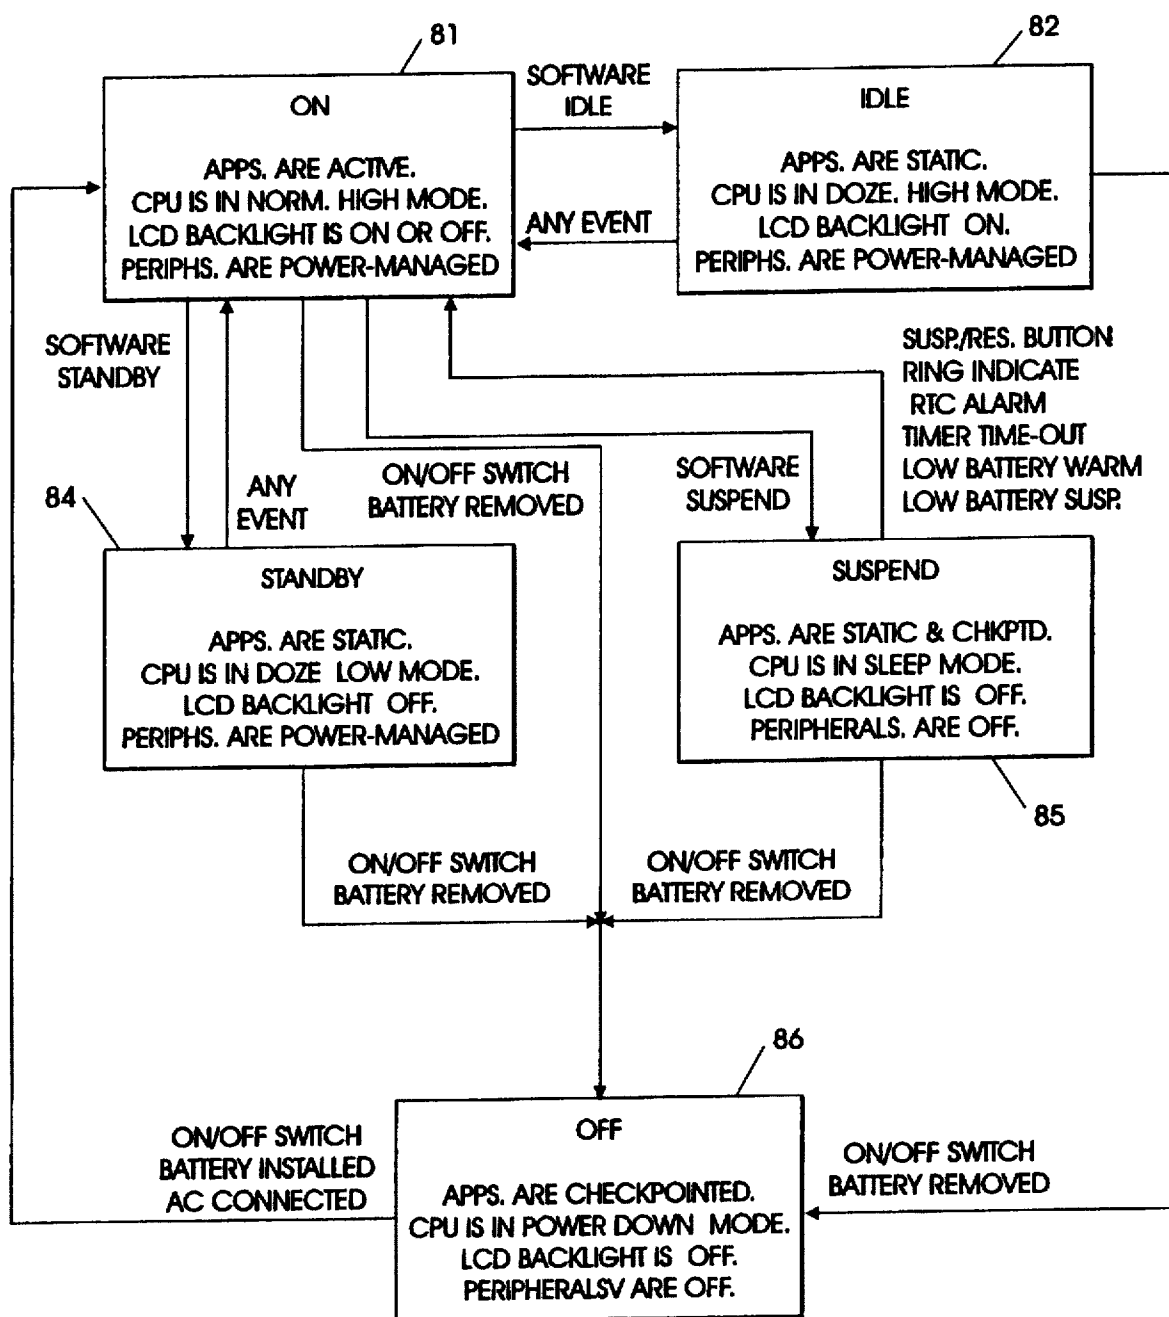 81
ON
APPS. ARE ACTIVE.
CPU IS IN NORM. HIGH MODE.
LCD BACKLIGHT IS ON OR OFF.
PERIPHS. ARE POWER-MANAGED
SOFTWARE
IDLE
ANY EVENT
82
IDLE
APPS. ARE STATIC.
CPU IS IN DOZE. HIGH MODE.
LCD BACKLIGHT ON.
PERIPHS. ARE POWER-MANAGED
SOFTWARE
STANDBY
ANY
EVENT
ON/OFF SWITCH
BATTERY REMOVED
SOFTWARE
SUSPEND
SUSP./RES. BUTTON
RING INDICATE
RTC ALARM
TIMER TIME-OUT
LOW BATTERY WARM
LOW BATTERY SUSP.
84
STANDBY
APPS. ARE STATIC.
CPU IS IN DOZE LOW MODE.
LCD BACKLIGHT OFF.
PERIPHS. ARE POWER-MANAGED
SUSPEND
APPS. ARE STATIC & CHKPTD.
CPU IS IN SLEEP MODE.
LCD BACKLIGHT IS OFF.
PERIPHERALS. ARE OFF.
85
ON/OFF SWITCH
BATTERY REMOVED
ON/OFF SWITCH
BATTERY REMOVED
86
OFF
APPS. ARE CHECKPOINTED.
CPU IS IN POWER DOWN MODE.
LCD BACKLIGHT IS OFF.
PERIPHERALSV ARE OFF.
ON/OFF SWITCH
BATTERY INSTALLED
AC CONNECTED
ON/OFF SWITCH
BATTERY REMOVED